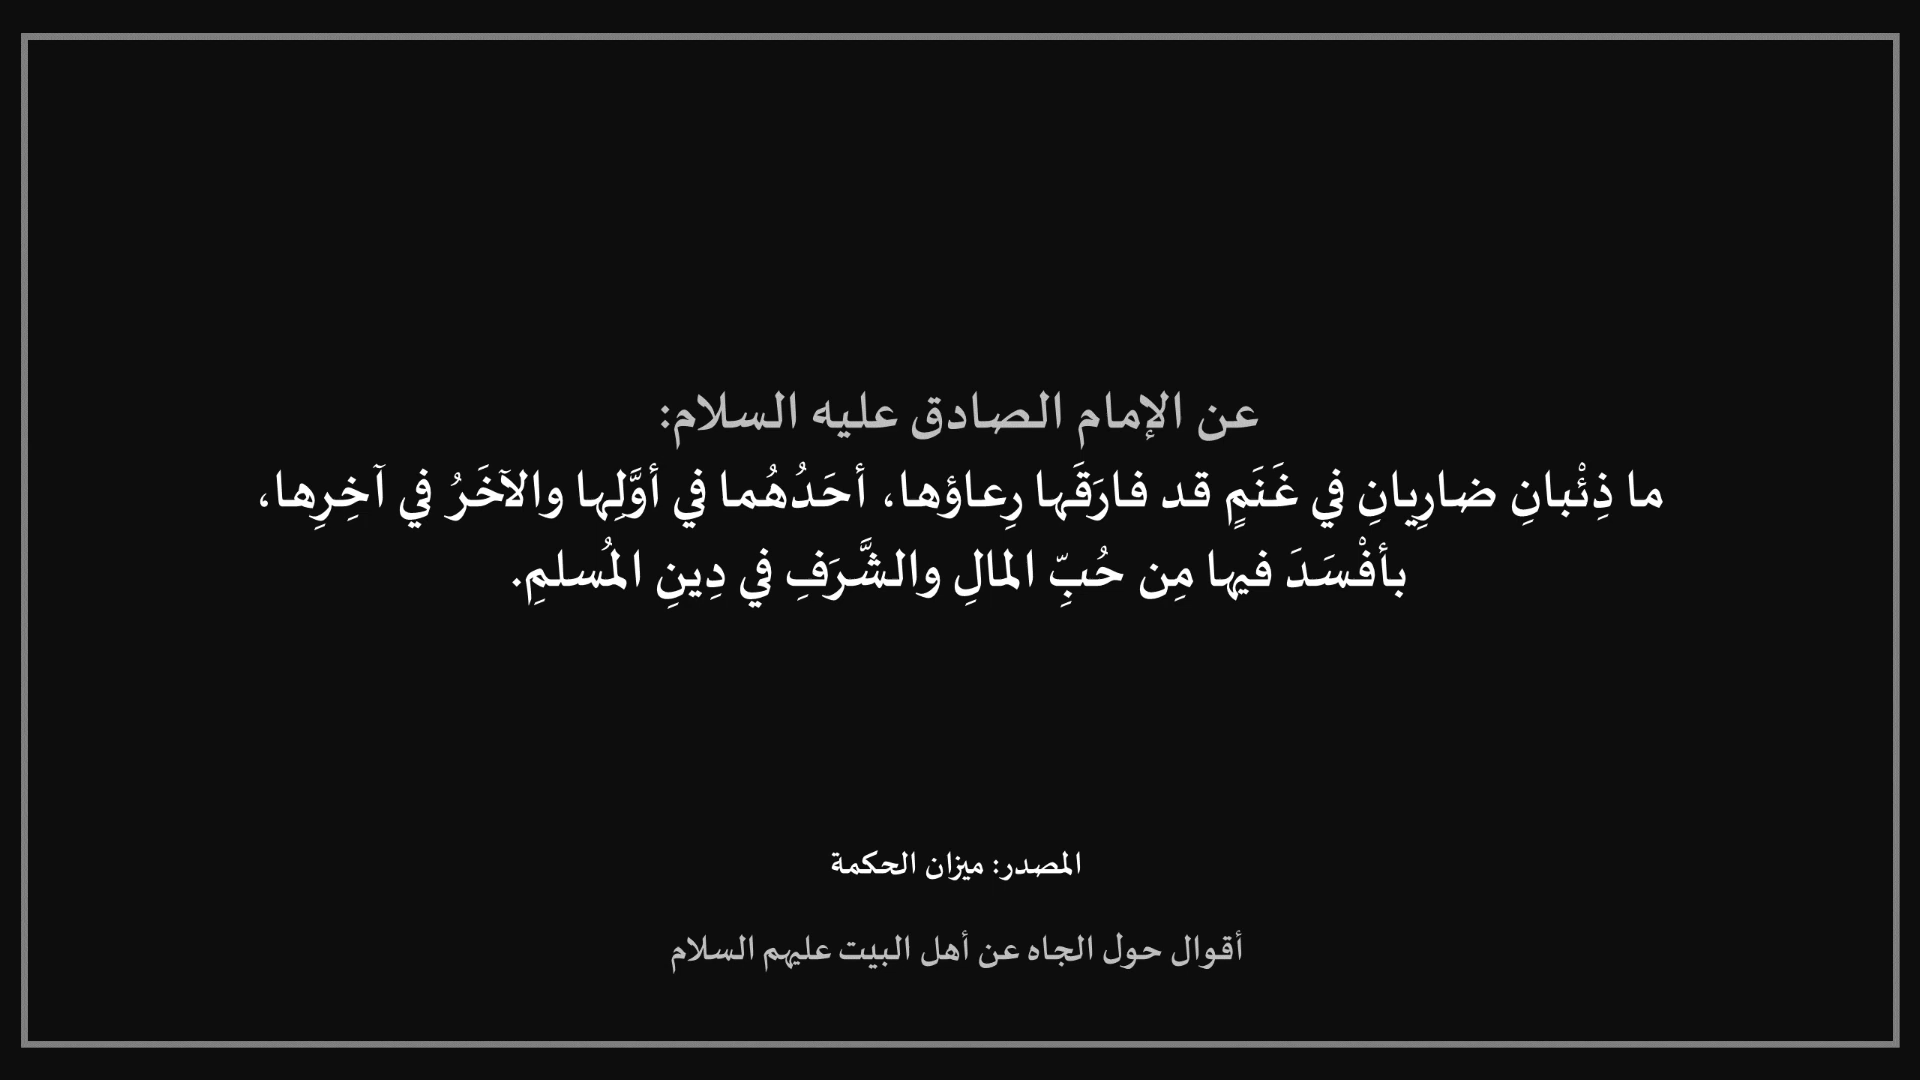 عن الإمام الصادق عليه السلام:
ما ذِئْبانِ ضارِيانِ في غَنَمٍ قد فارَقَها رِعاؤها، أحَدُهُما في أوَّلِها والآخَرُ في آخِرِها،
بأفْسَدَ فيها مِن حُبِّ المالِ والشَّرَفِ في دِينِ المُسلمِ.
المصدر: ميزان الحكمة
أقوال حول الجاه عن أهل البيت عليهم السلام